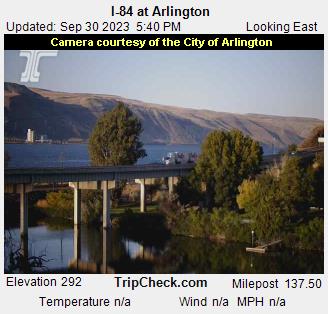 I-84 at Arlington
Updated: Sep 30 2023 5:40 PM Looking East
Camera courtesy of the City of Arlington
Elevation 292 TripCheck.com Milepost 137.50
Temperature n/a Wind n/a MPH n/a